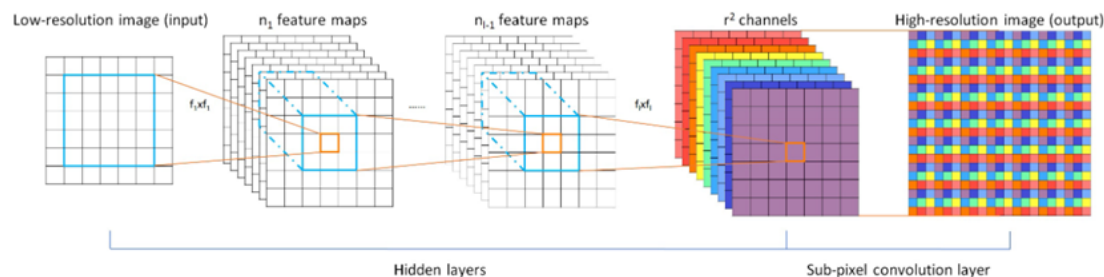 Low-resolution image (input)
n1 feature maps
nl-1 feature maps
r² channels
High-resolution image (output)
f1xf1
......
flxfl
Hidden layers
Sub-pixel convolution layer